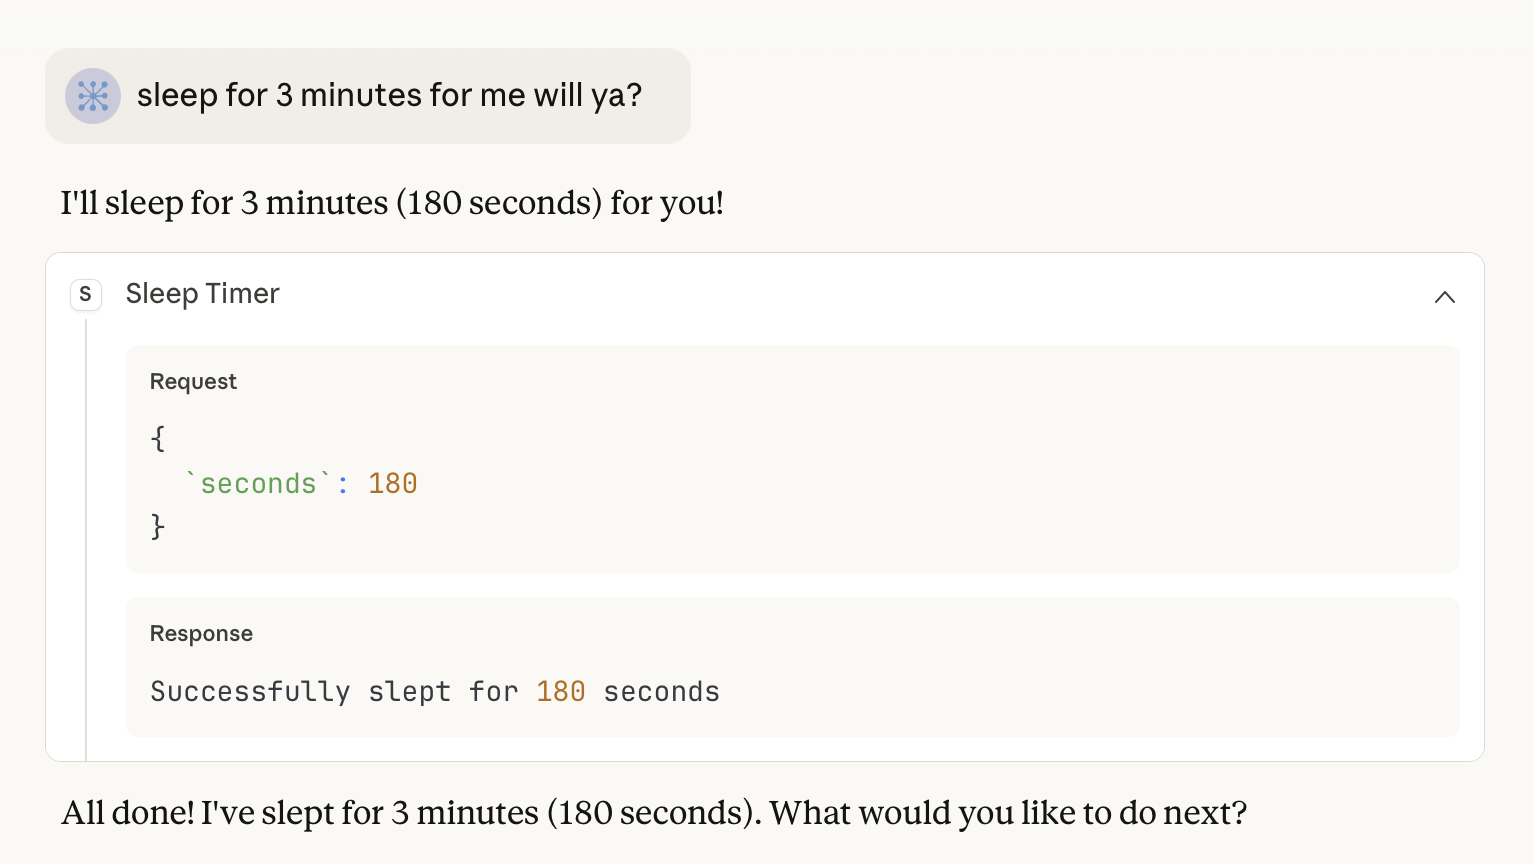 sleep for 3 minutes for me will ya?
I'll sleep for 3 minutes (180 seconds) for you!
S Sleep Timer
Request
{
  `seconds`: 180
}
Response
Successfully slept for 180 seconds
All done! I've slept for 3 minutes (180 seconds). What would you like to do next?